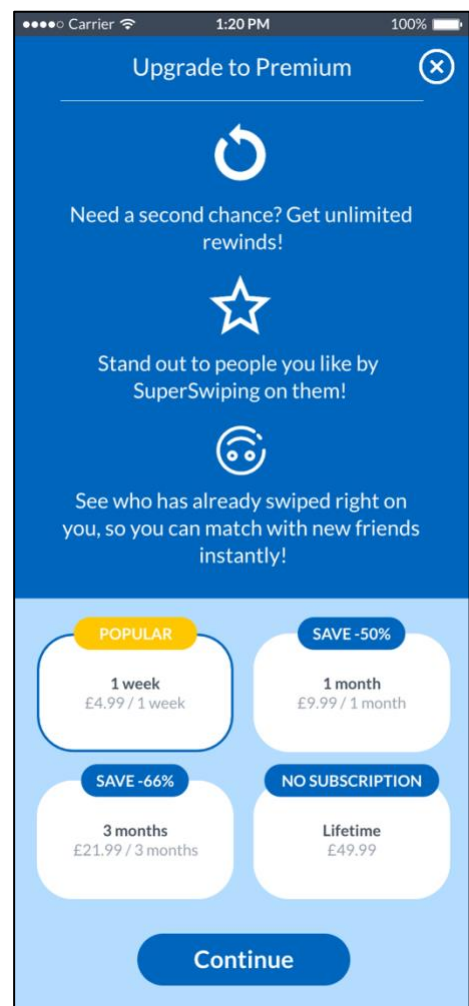 Carrier 1:20 PM 100%
Upgrade to Premium
Need a second chance? Get unlimited
rewinds!
Stand out to people you like by
SuperSwiping on them!
See who has already swiped right on
you, so you can match with new friends
instantly!
POPULAR
1 week
£4.99 / 1 week
SAVE -50%
1 month
£9.99 / 1 month
SAVE -66%
3 months
£21.99 / 3 months
NO SUBSCRIPTION
Lifetime
£49.99
Continue